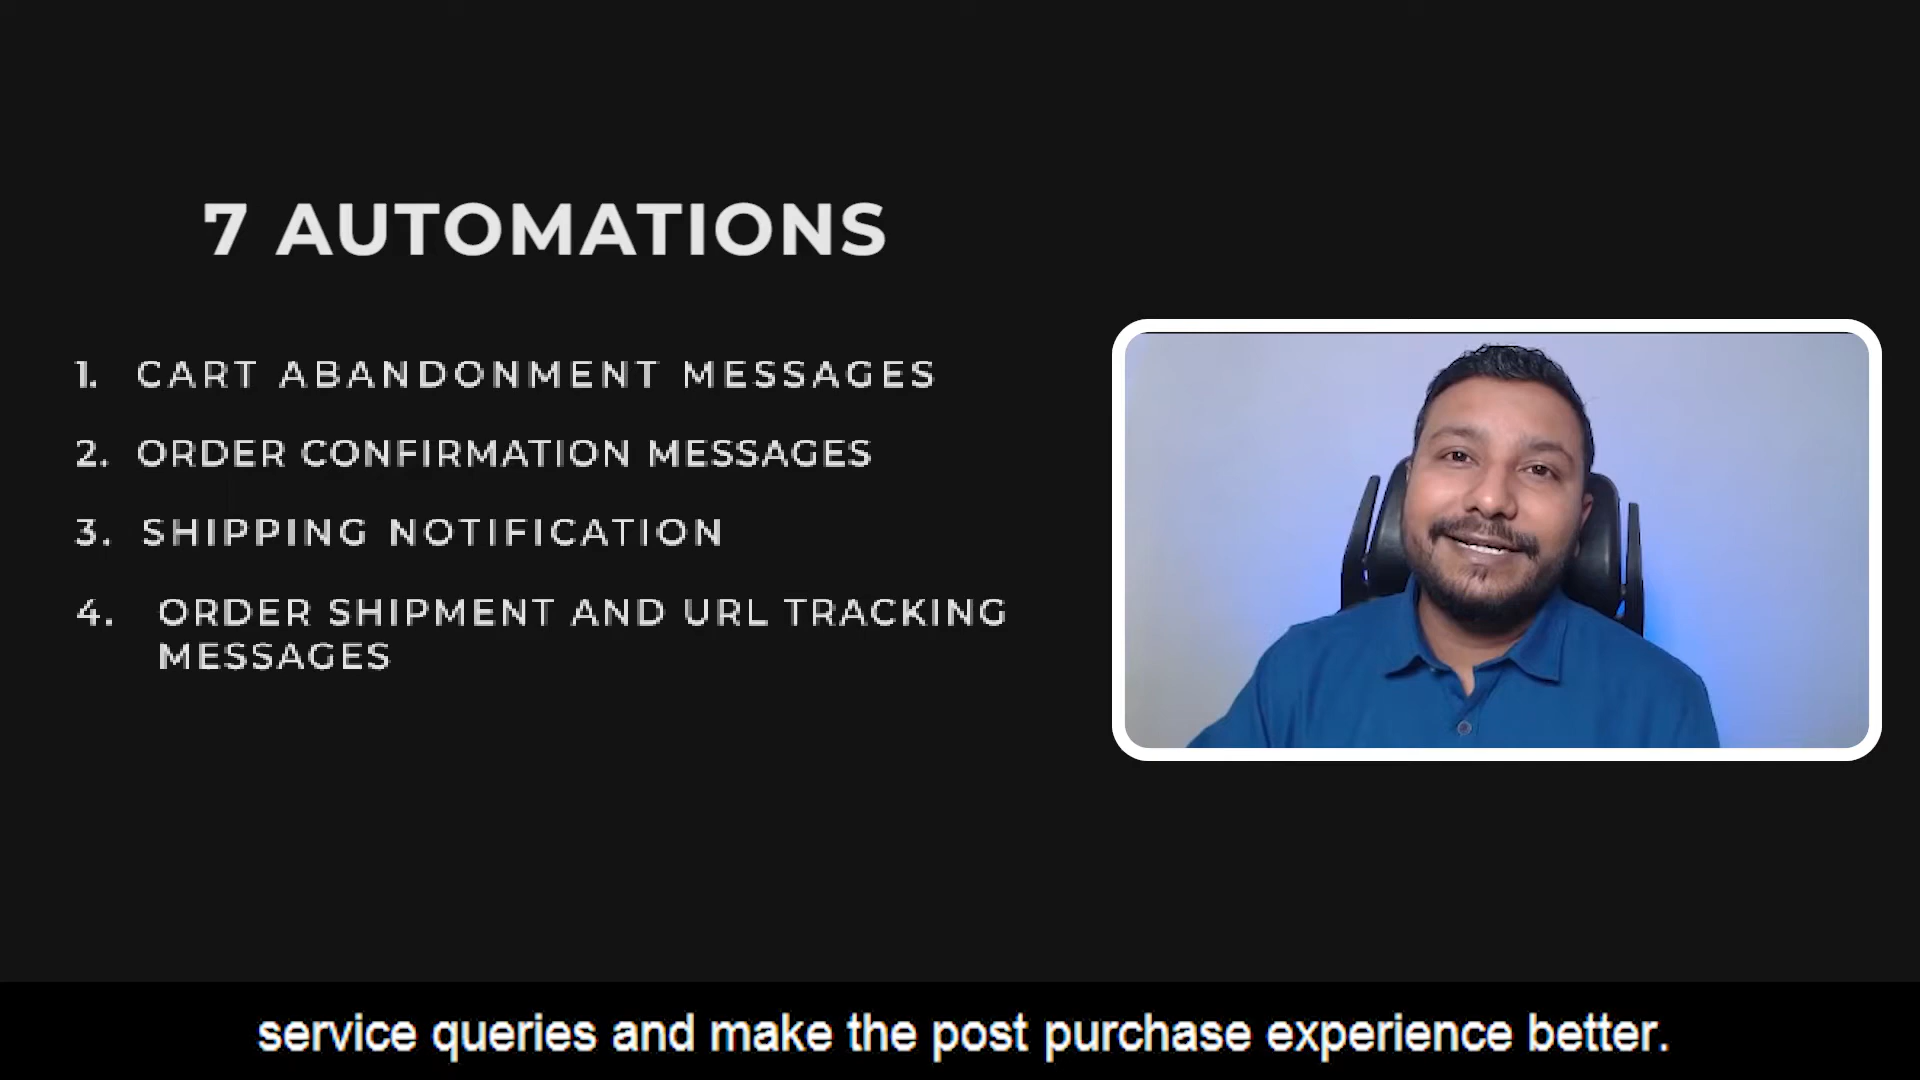 7 AUTOMATIONS
1. CART ABANDONMENT MESSAGES
2. ORDER CONFIRMATION MESSAGES
3. SHIPPING NOTIFICATION
4. ORDER SHIPMENT AND URL TRACKING
MESSAGES
service queries and make the post purchase experience better.